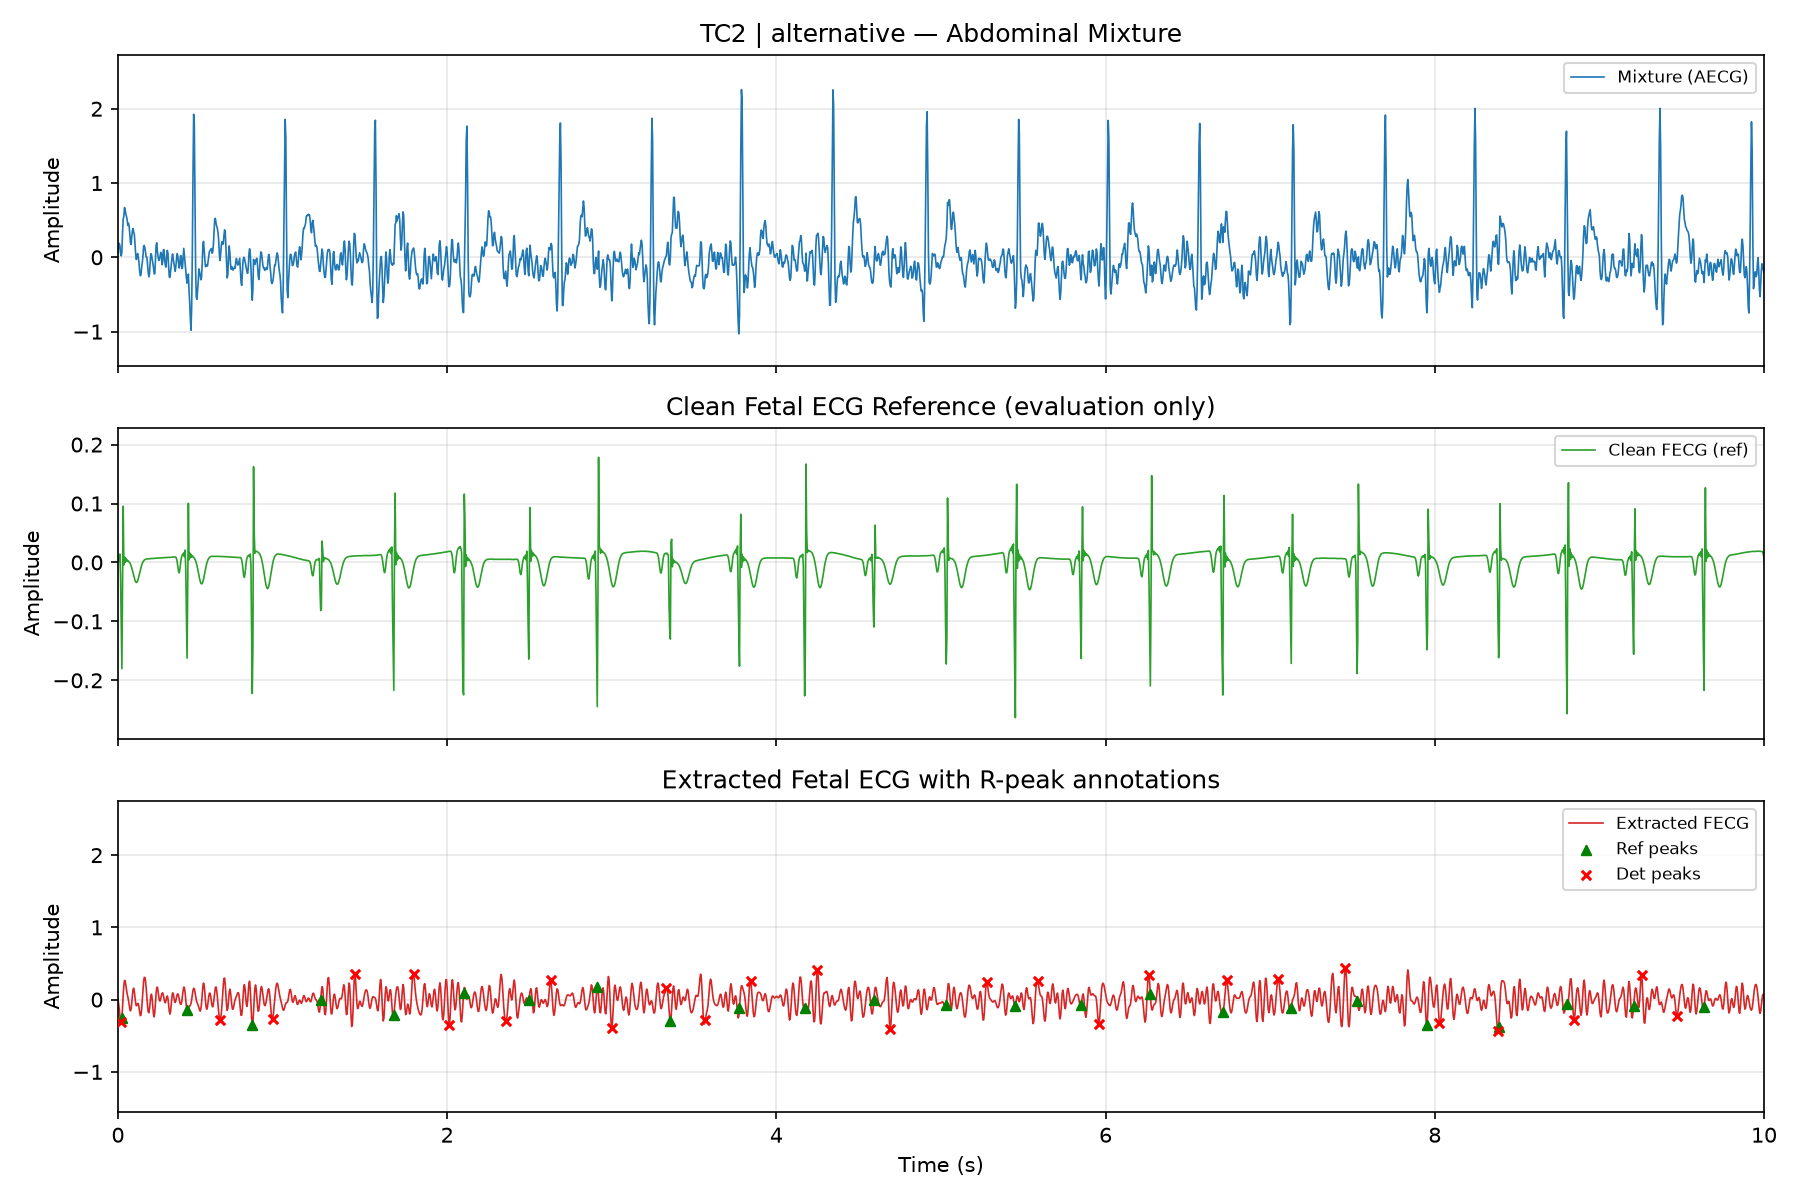 TC2 | alternative — Abdominal Mixture
Mixture (AECG)
Amplitude
2
1
0
−1
Clean Fetal ECG Reference (evaluation only)
Clean FECG (ref)
Amplitude
0.2
0.1
0.0
−0.1
−0.2
Extracted Fetal ECG with R-peak annotations
Extracted FECG
Ref peaks
Det peaks
Amplitude
2
1
0
−1
0 2 4 6 8 10
Time (s)